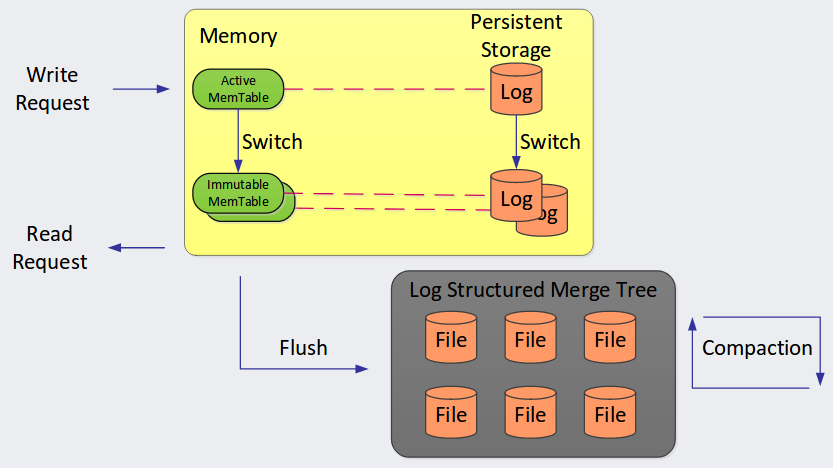 Memory
Persistent
Storage
Write
Request
Active
MemTable
Log
Switch
Switch
Immutable
MemTable
Log
og
Read
Request
Flush
Log Structured Merge Tree
File
File
File
File
File
File
Compaction